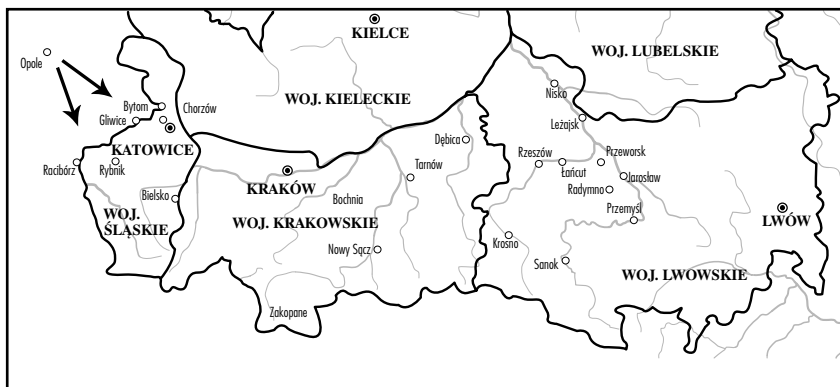 KIELCE
WOJ. LUBELSKIE
Opole
Nisko
WOJ. KIELECKIE
Bytom
Chorzów
Gliwice
Leżajsk
Dębica
KATOWICE
Rzeszów
Przeworsk
Racibórz
Rybnik
KRAKÓW
Tarnów
Łańcut
Jarosław
Radymno
Bielsko
Bochnia
Przemyśl
LWÓW
WOJ.
ŚLĄSKIE
WOJ. KRAKOWSKIE
Krosno
Nowy Sącz
Sanok
WOJ. LWOWSKIE
Zakopane